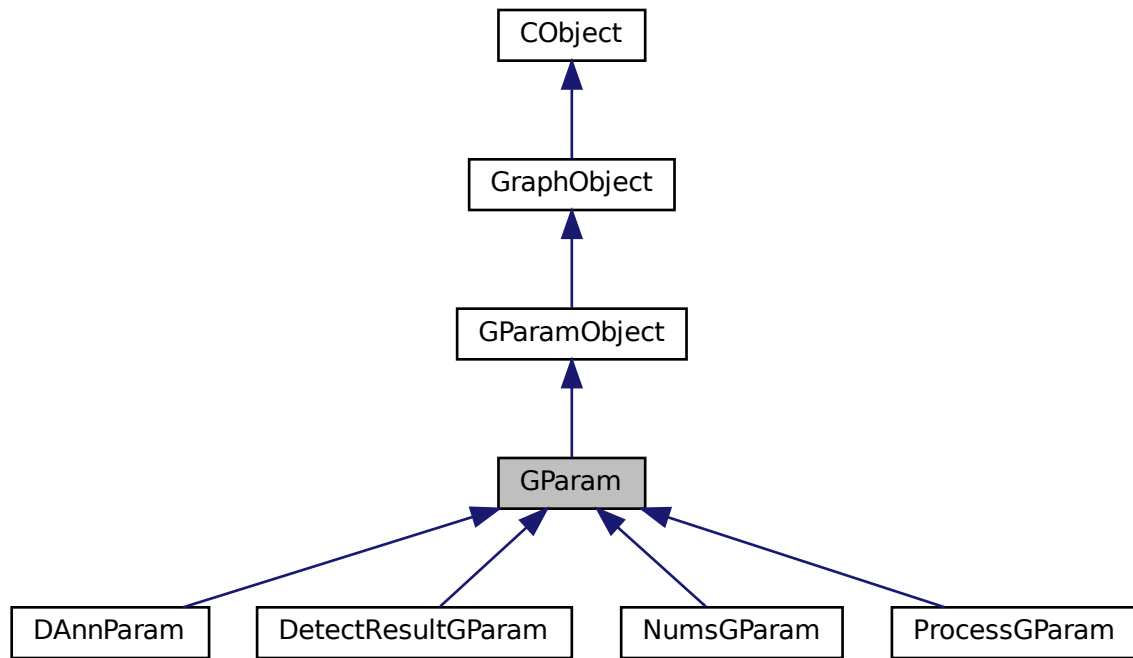 CObject
GraphObject
GParamObject
GParam
DAnnParam
DetectResultGParam
NumsGParam
ProcessGParam